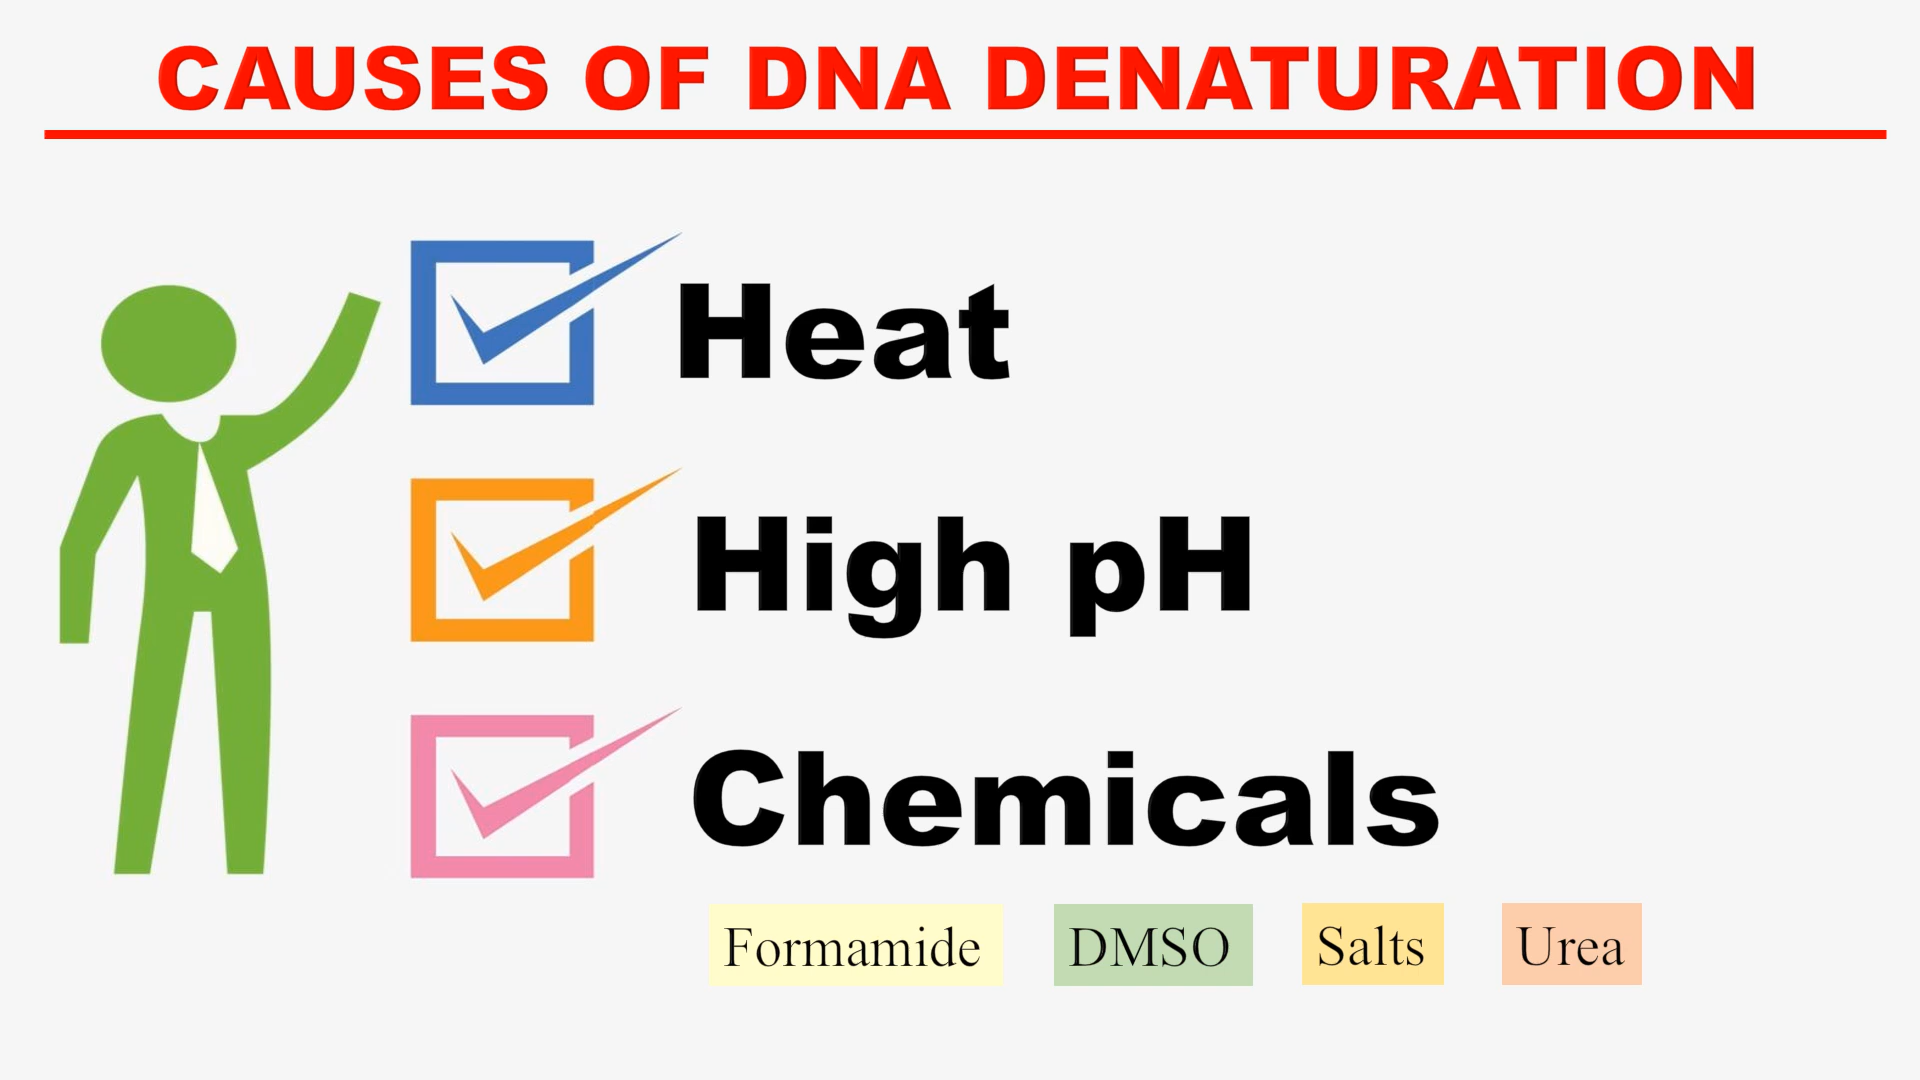 CAUSES OF DNA DENATURATION
Heat
High pH
Chemicals
Formamide DMSO Salts Urea